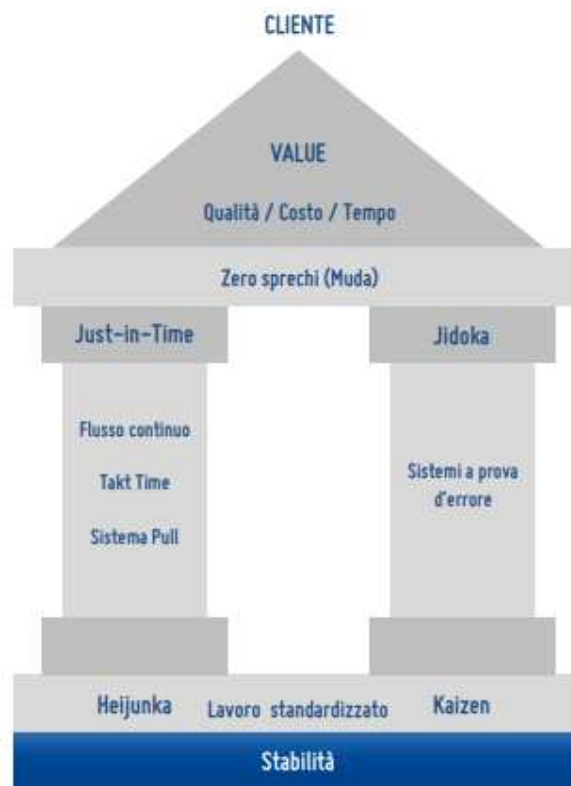 CLIENTE
VALUE
Qualità / Costo / Tempo
Zero sprechi (Muda)
Just-in-Time
Jidoka
Flusso continuo
Takt Time
Sistema Pull
Sistemi a prova
d'errore
Heijunka
Lavoro standardizzato
Kaizen
Stabilità